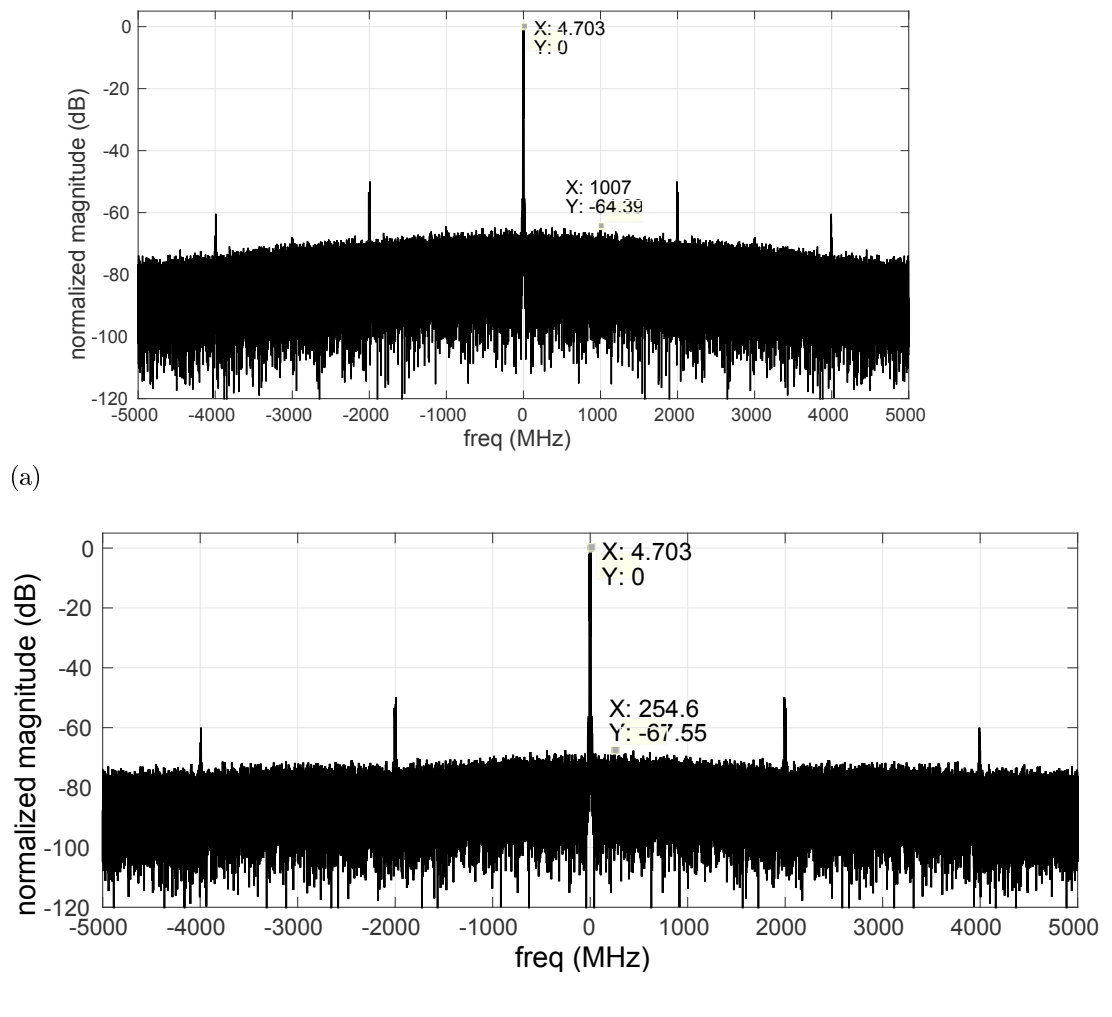 0
X: 4.703
Y: 0
-20
-40
X: 1007
Y: -64.39
-60
-80
-100
-120
normalized magnitude (dB)
-5000 -4000 -3000 -2000 -1000 0 1000 2000 3000 4000 5000
freq (MHz)
(a)
0
X: 4.703
Y: 0
-20
-40
X: 254.6
Y: -67.55
-60
-80
-100
-120
normalized magnitude (dB)
-5000 -4000 -3000 -2000 -1000 0 1000 2000 3000 4000 5000
freq (MHz)